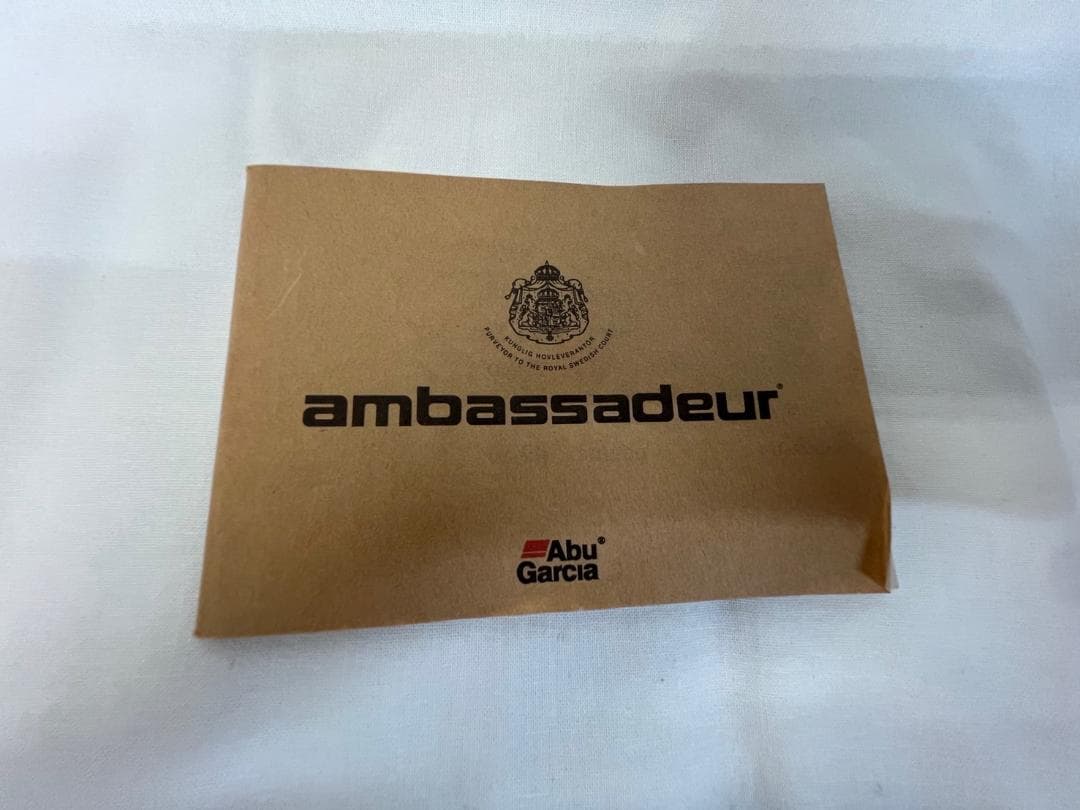 KUNGLIG HOVLEVERANTÖR
PURVEYOR TO THE ROYAL SWEDISH COURT
ambassadeur®
Abu®
Garcia